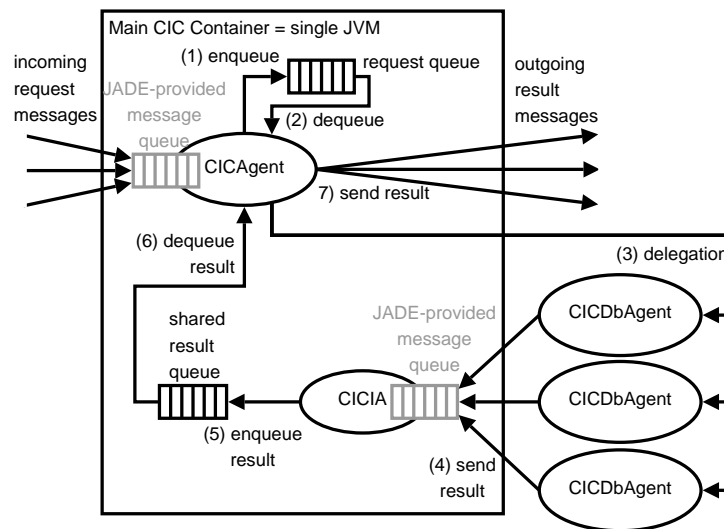 Main CIC Container = single JVM
(1) enqueue
request queue
incoming
request
messages
JADE-provided
message
queue
(2) dequeue
outgoing
result
messages
CICAgent
7) send result
(6) dequeue
result
(3) delegation
shared
result
queue
JADE-provided
message
queue
CICDbAgent
CICIA
CICDbAgent
(5) enqueue
result
(4) send
result
CICDbAgent